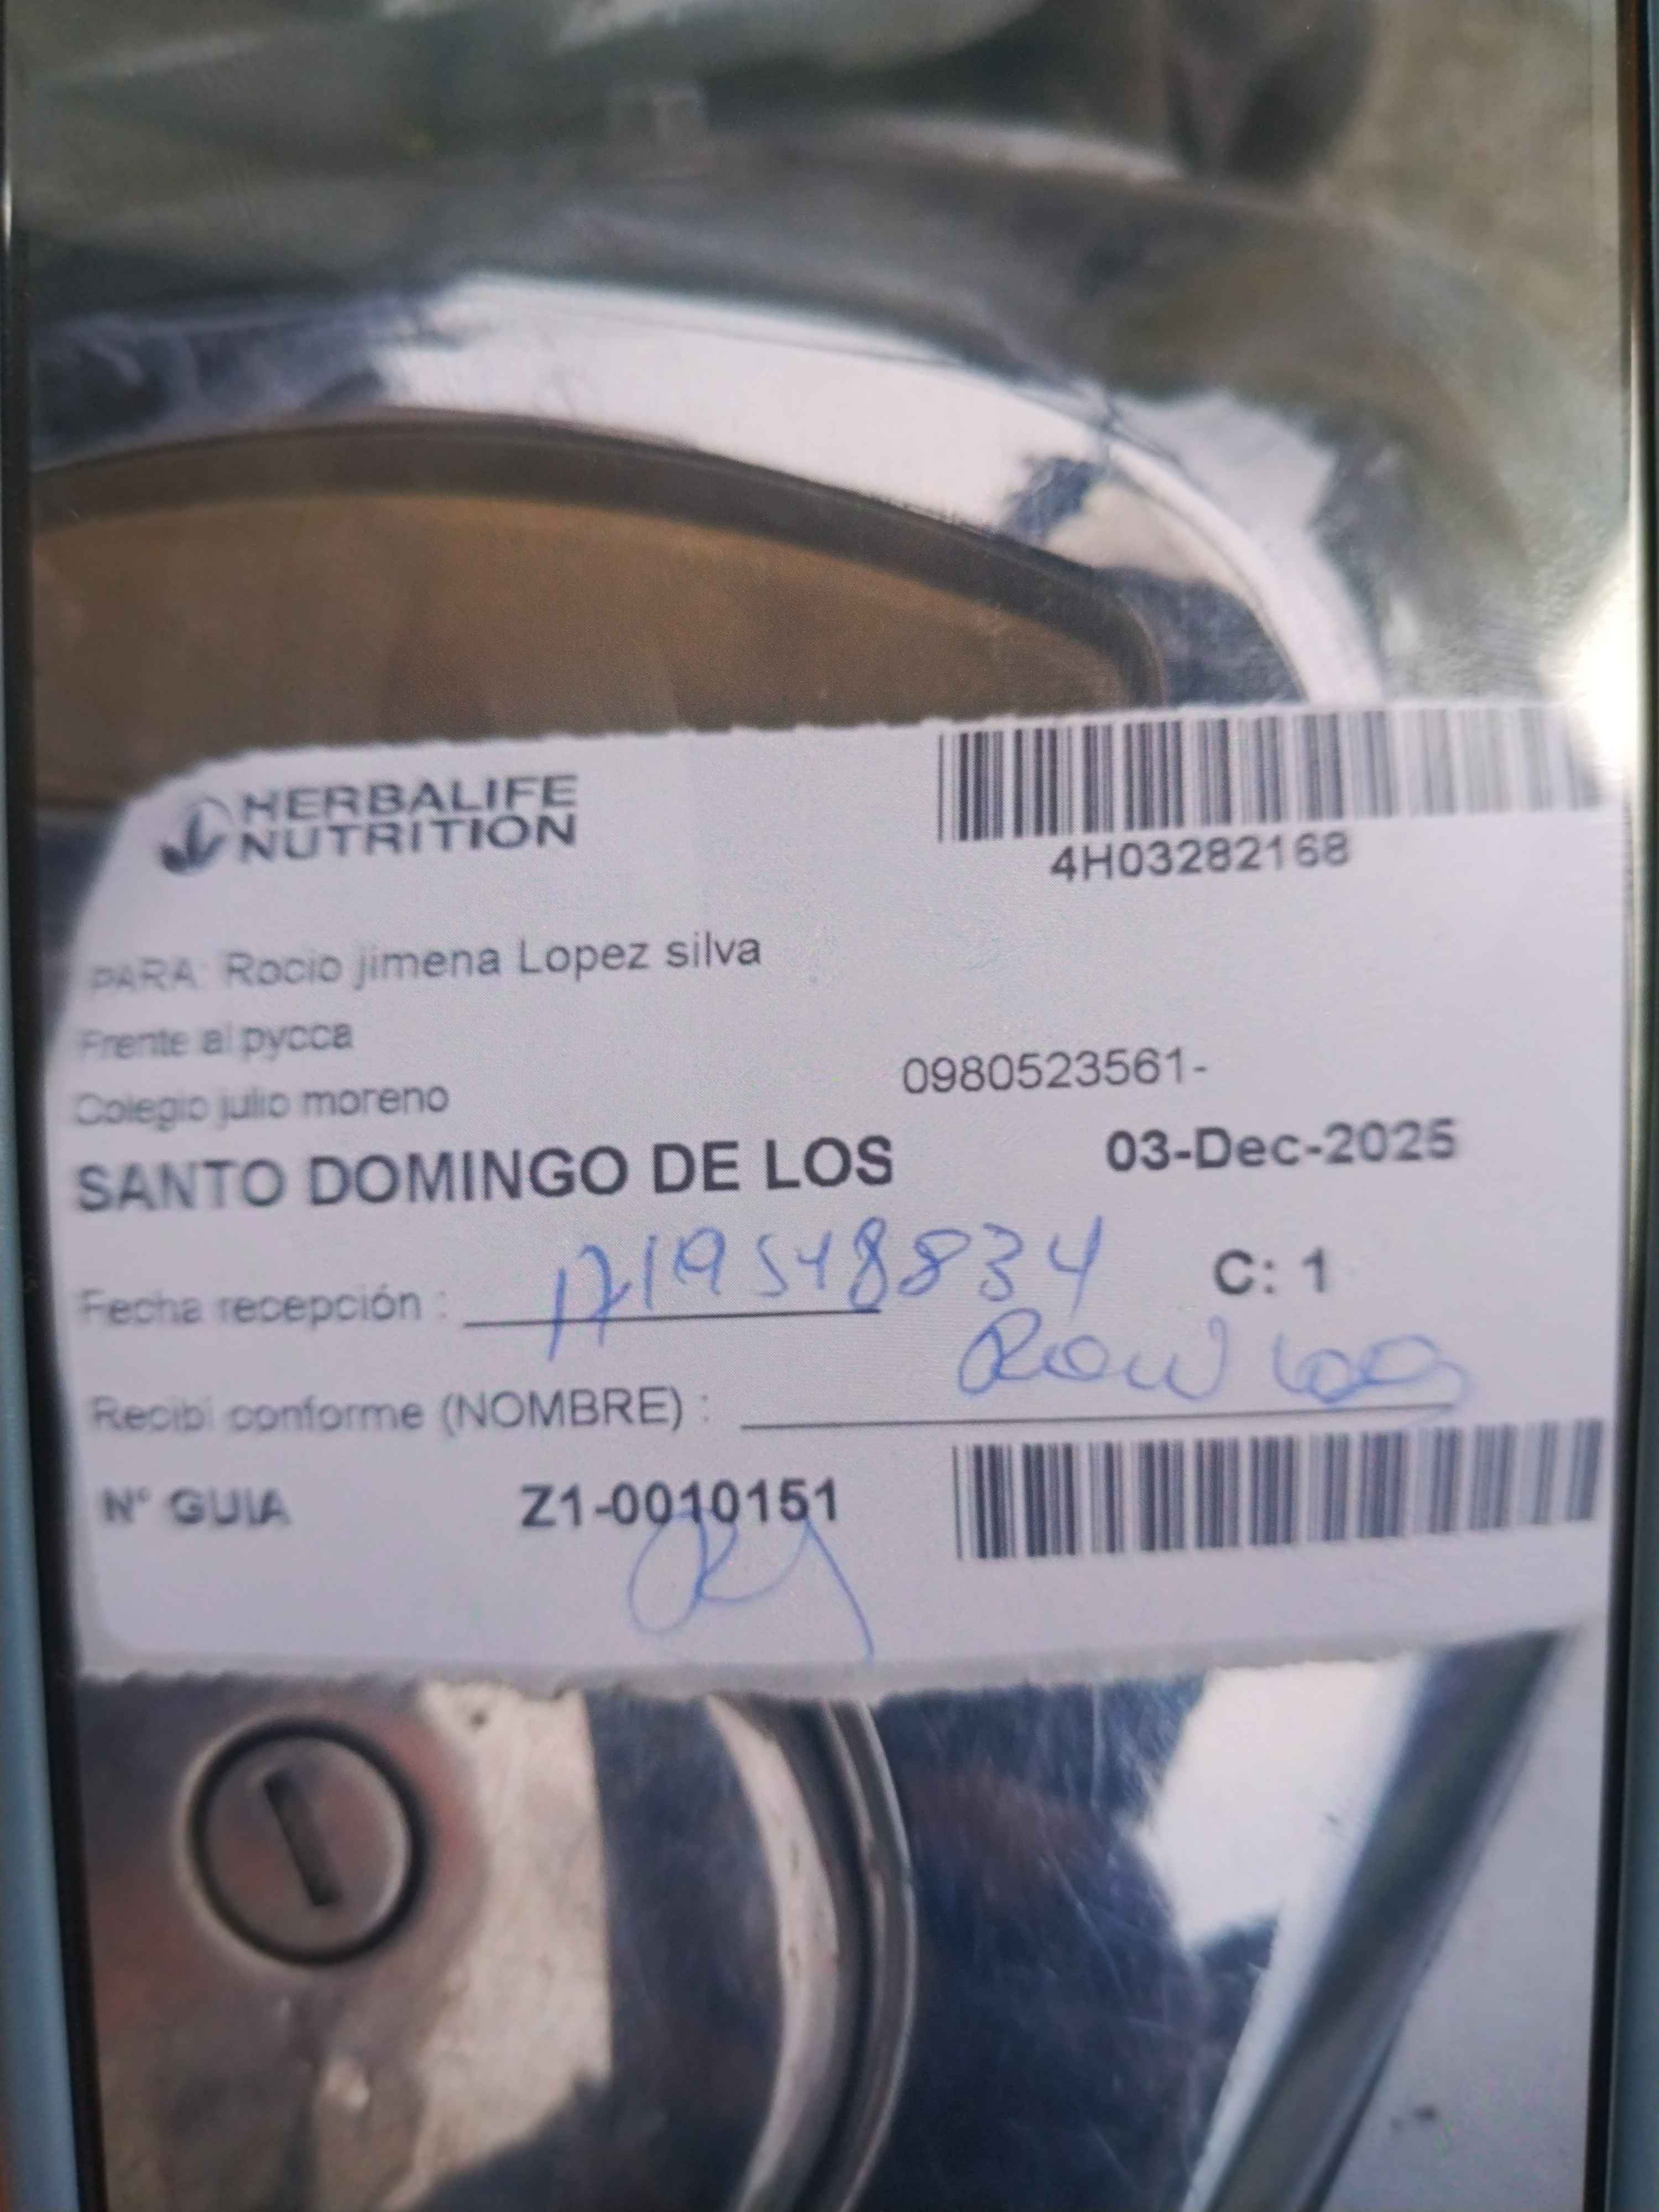 HERBALIFE
NUTRITION
4H03282168
PARA: Rocio jimena Lopez silva
Frente al pycca
Colegio julio moreno
0980523561-
SANTO DOMINGO DE LOS
03-Dec-2025
Fecha recepción : 1719548834
C: 1
Recibi conforme (NOMBRE) :
N° GUIA Z1-0010151